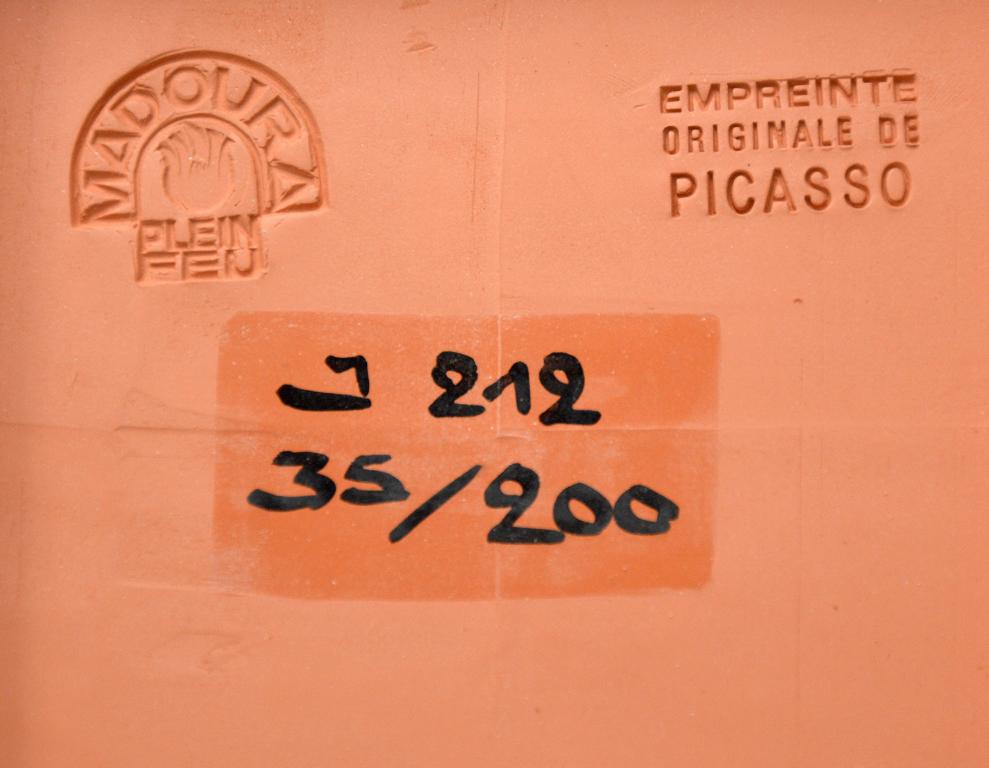 MADOURA
PLEIN
FEU
EMPREINTE
ORIGINALE DE
PICASSO
J 212
35/200